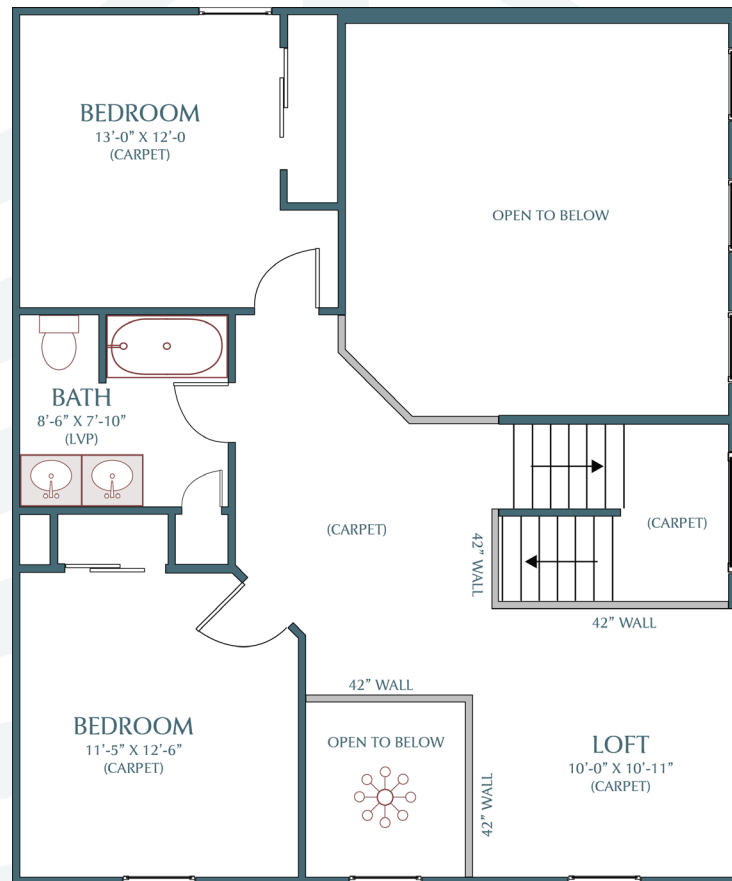 BEDROOM
13'-0" X 12'-0
(CARPET)
OPEN TO BELOW
BATH
8'-6" X 7'-10"
(LVP)
(CARPET)
(CARPET)
42" WALL
42" WALL
42" WALL
BEDROOM
11'-5" X 12'-6"
(CARPET)
OPEN TO BELOW
42" WALL
LOFT
10'-0" X 10'-11"
(CARPET)